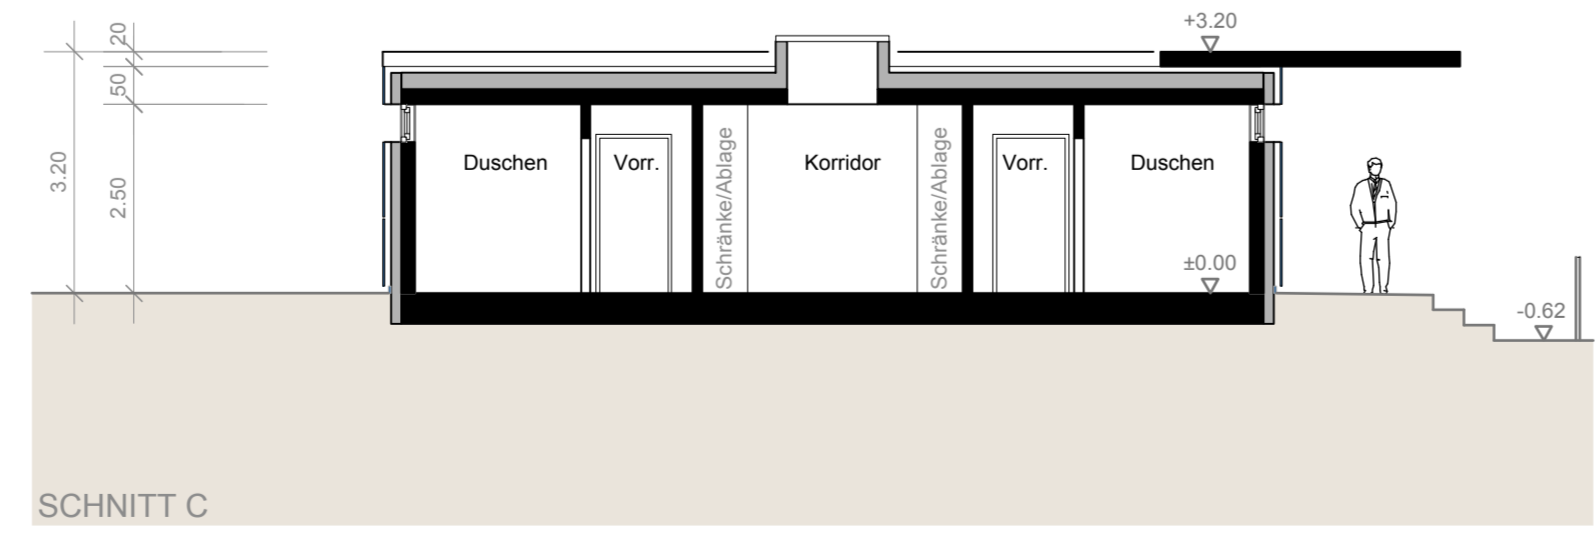 +3.20
20
50
3.20
2.50
Duschen
Vorr.
Schränke/Ablage
Korridor
Schränke/Ablage
Vorr.
Duschen
±0.00
-0.62
SCHNITT C